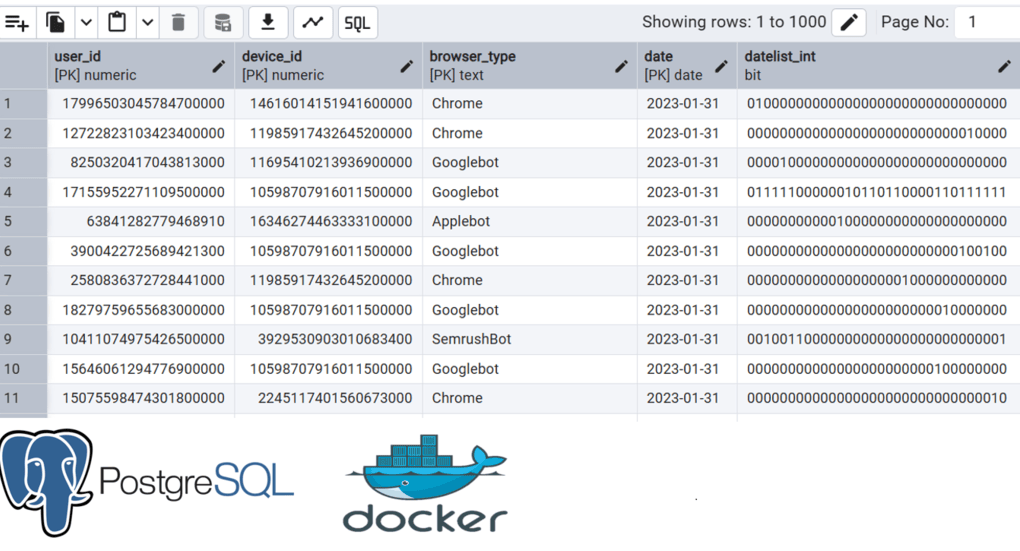 SQL Showing rows: 1 to 1000 Page No: 1
user_id device_id browser_type date datelist_int
[PK] numeric [PK] numeric [PK] text [PK] date bit
1 17996503045784700000 14616014151941600000 Chrome 2023-01-31 01000000000000000000000000000000
2 12722823103423400000 11985917432645200000 Chrome 2023-01-31 00000000000000000000000000010000
3 8250320417043813000 11695410213936900000 Googlebot 2023-01-31 00001000000000000000000000000000
4 17155952271109500000 10598707916011500000 Googlebot 2023-01-31 01111100000010110110000110111111
5 63841282779468910 16346274463333100000 Applebot 2023-01-31 00000000000100000000000000000000
6 3900422725689421300 10598707916011500000 Googlebot 2023-01-31 00000000000000000000000000100100
7 2580836372728441000 11985917432645200000 Chrome 2023-01-31 00000000000000000001000000000000
8 18279759655683000000 10598707916011500000 Googlebot 2023-01-31 00000000000000000000000010000000
9 10411074975426500000 3929530903010683400 SemrushBot 2023-01-31 00100110000000000000000000000001
10 15646061294776900000 10598707916011500000 Googlebot 2023-01-31 00000000000000000000000100000000
11 15075598474301800000 2245117401560673000 Chrome 2023-01-31 00000000000000000000000000000010
PostgreSQL
docker